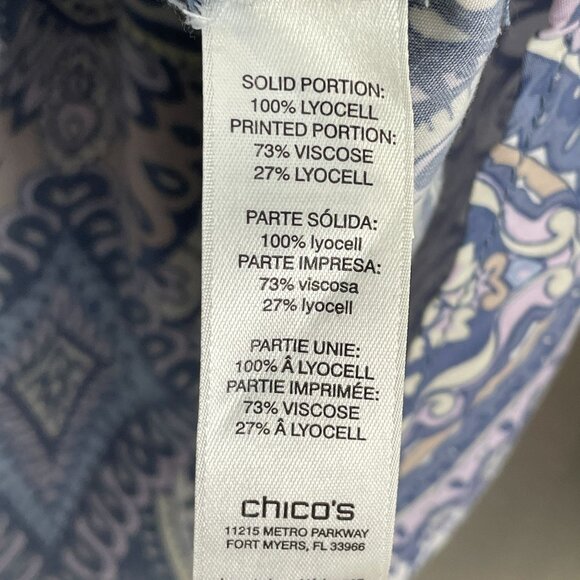 SOLID PORTION:
100% LYOCELL
PRINTED PORTION:
73% VISCOSE
27% LYOCELL
PARTE SÓLIDA:
100% lyocell
PARTE IMPRESA:
73% viscosa
27% lyocell
PARTIE UNIE:
100% Â LYOCELL
PARTIE IMPRIMÉE:
73% VISCOSE
27% Â LYOCELL
chico's
11215 METRO PARKWAY
FORT MYERS, FL 33966